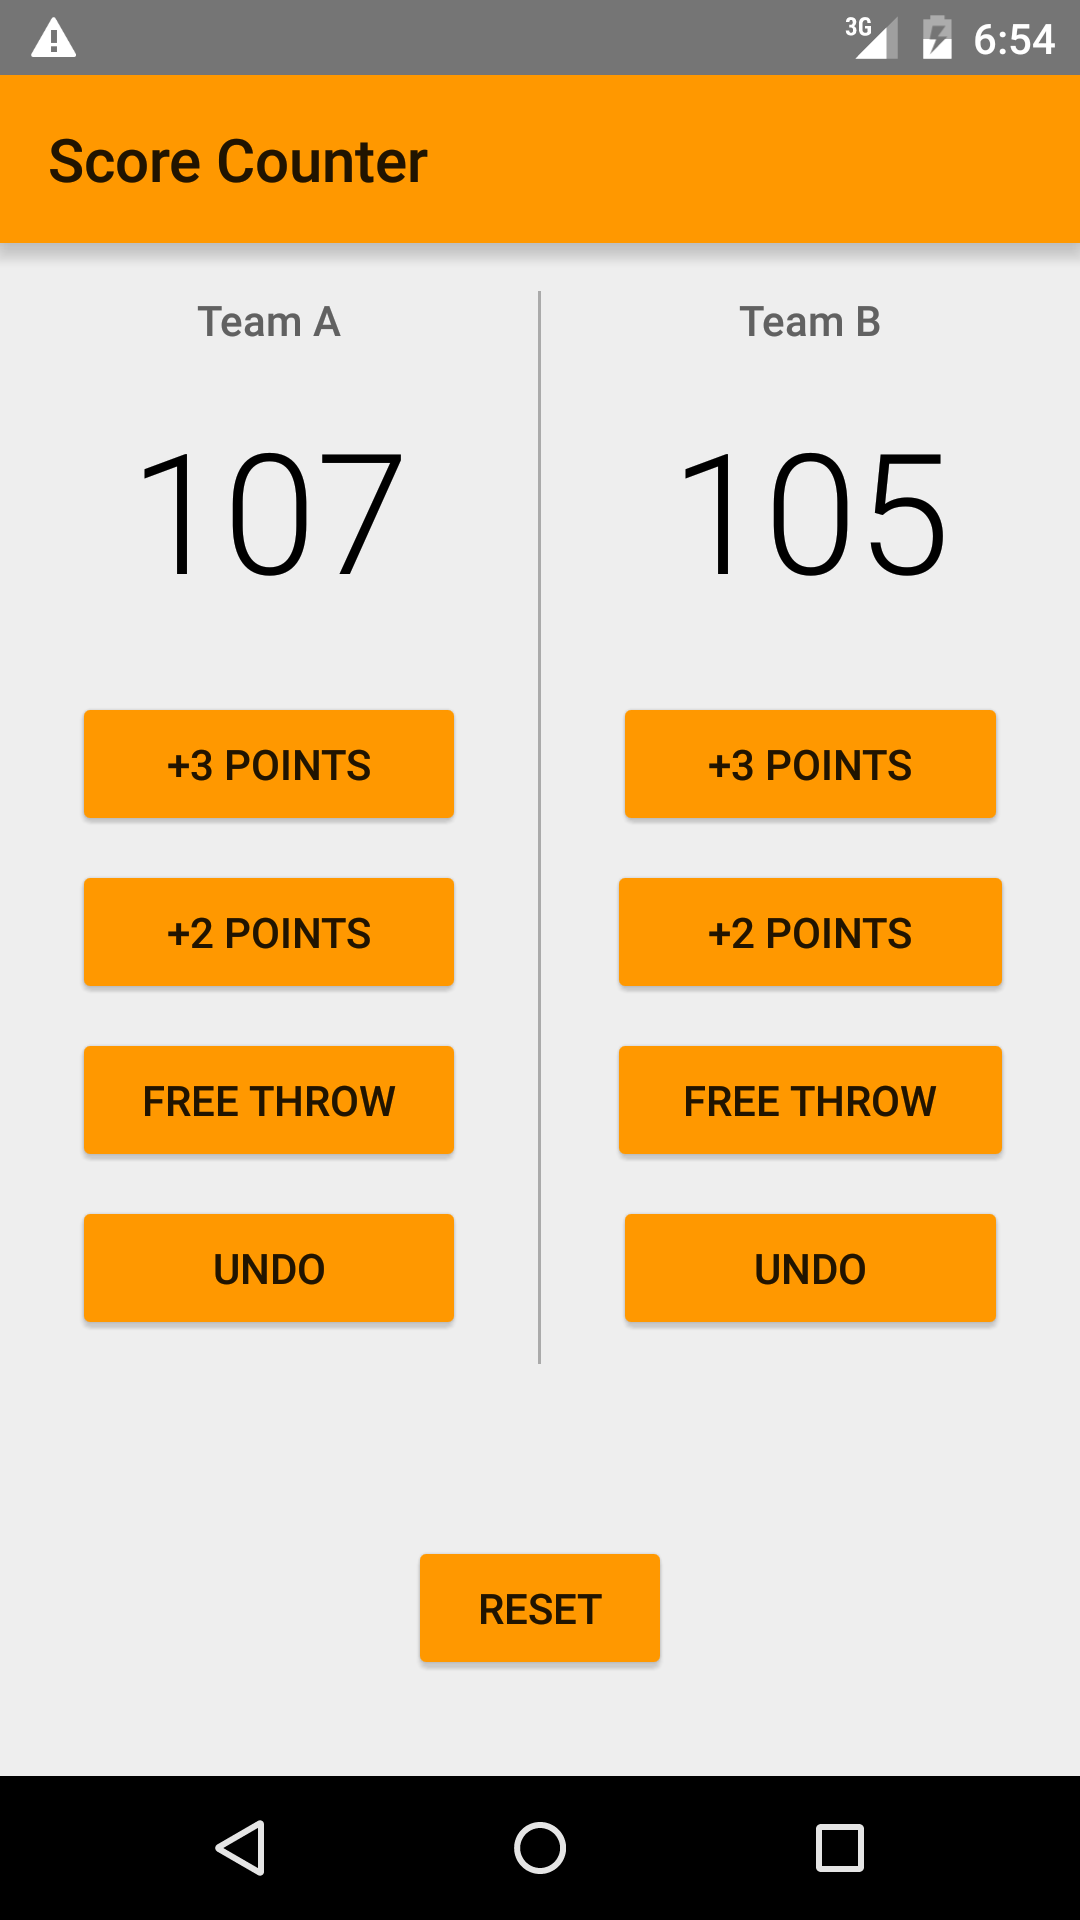 3G 6:54
Score Counter
Team A
107
+3 POINTS
+2 POINTS
FREE THROW
UNDO
Team B
105
+3 POINTS
+2 POINTS
FREE THROW
UNDO
RESET